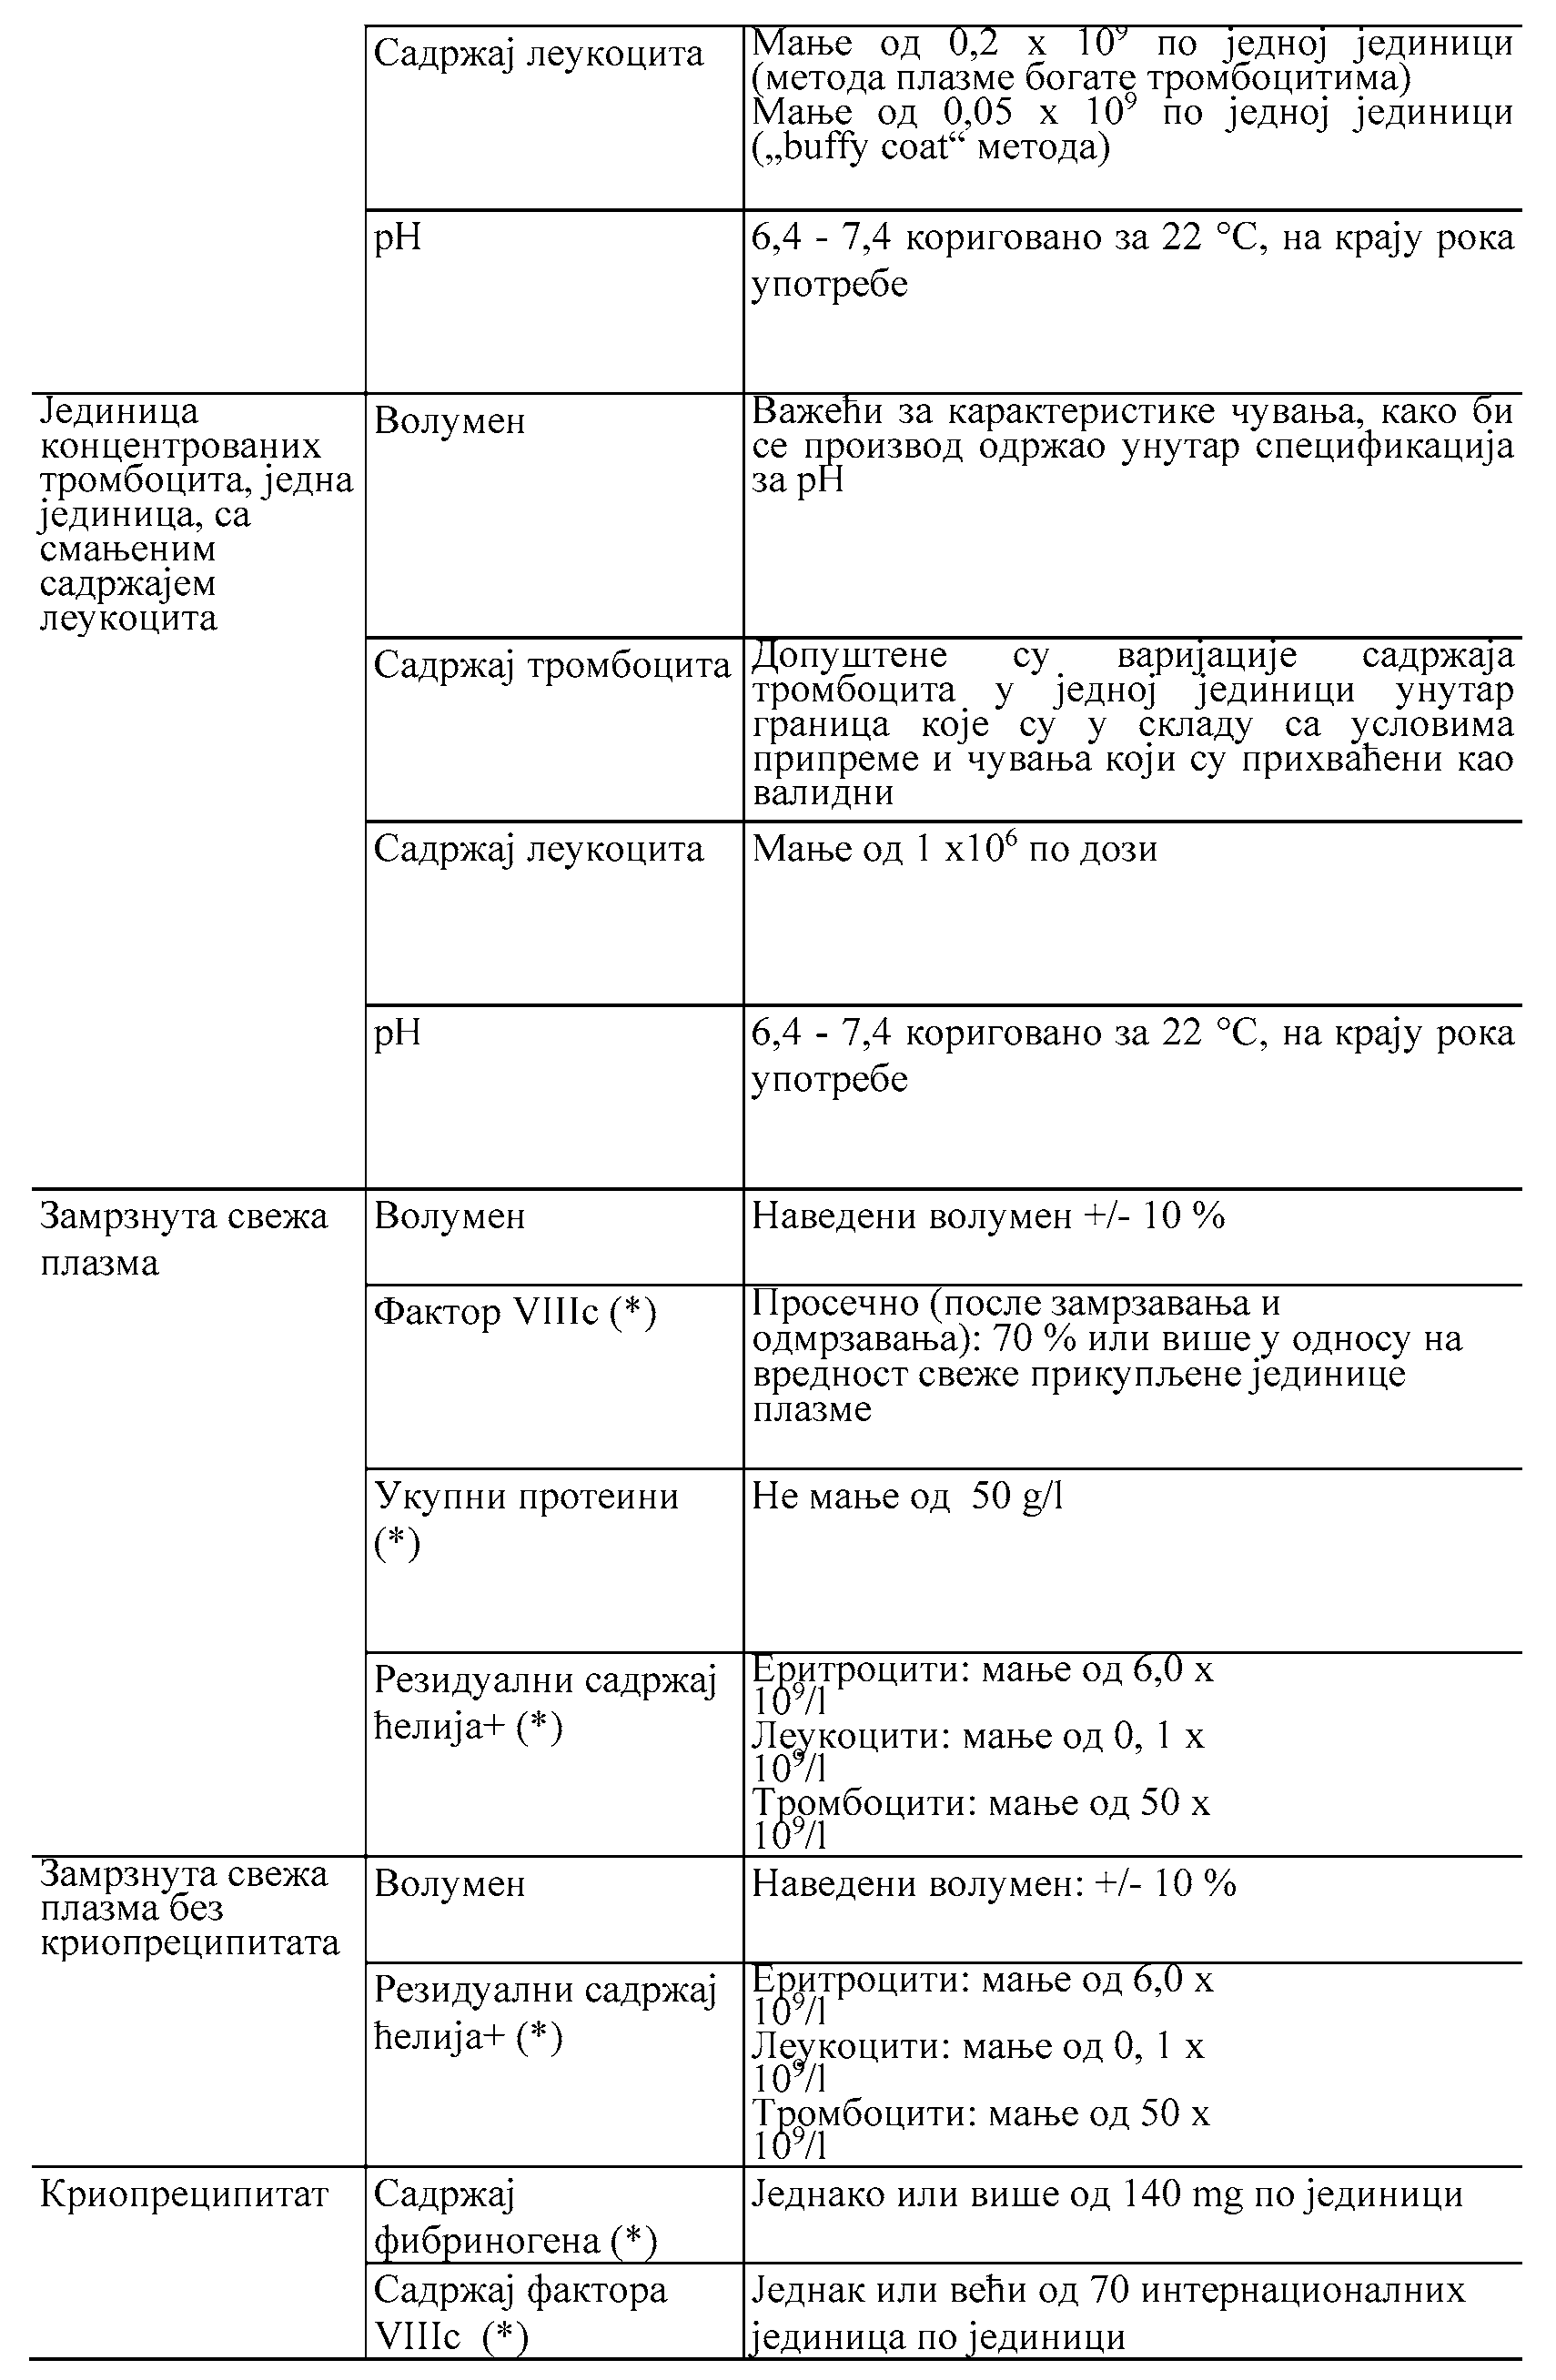 Садржај леукоцита
Мање од 0,2 x 10⁹ по једној јединици
(метода плазме богате тромбоцитима)
Мање од 0,05 x 10⁹ по једној јединици
(„buffy coat“ метода)
pH
6,4 - 7,4 кориговано за 22 °C, на крају рока
употребе
Јединица
концентрованих
тромбоцита, једна
јединица, са
смањеним
садржајем
леукоцита
Волумен
Важећи за карактеристике чувања, како би
се производ одржао унутар спецификација
за pH
Садржај тромбоцита
Допуштене су варијације садржаја
тромбоцита у једној јединици унутар
граница које су у складу са условима
припреме и чувања који су прихваћени као
валидни
Садржај леукоцита
Мање од 1 x10⁶ по дози
pH
6,4 - 7,4 кориговано за 22 °C, на крају рока
употребе
Замрзнута свежа
плазма
Волумен
Наведени волумен +/- 10 %
Фактор VIIIc (*)
Просечно (после замрзавања и
одмрзавања): 70 % или више у односу на
вредност свеже прикупљене јединице
плазме
Укупни протеини
(*)
Не мање од  50 g/l
Резидуални садржај
ћелија+ (*)
Еритроцити: мање од 6,0 x
10⁹/l
Леукоцити: мање од 0, 1 x
10⁹/l
Тромбоцити: мање од 50 x
10⁹/l
Замрзнута свежа
плазма без
криопреципитата
Волумен
Наведени волумен: +/- 10 %
Резидуални садржај
ћелија+ (*)
Еритроцити: мање од 6,0 x
10⁹/l
Леукоцити: мање од 0, 1 x
10⁹/l
Тромбоцити: мање од 50 x
10⁹/l
Криопреципитат
Садржај
фибриногена (*)
Једнако или више од 140 mg по јединици
Садржај фактора
VIIIc  (*)
Једнак или већи од 70 интернационалних
јединица по јединици